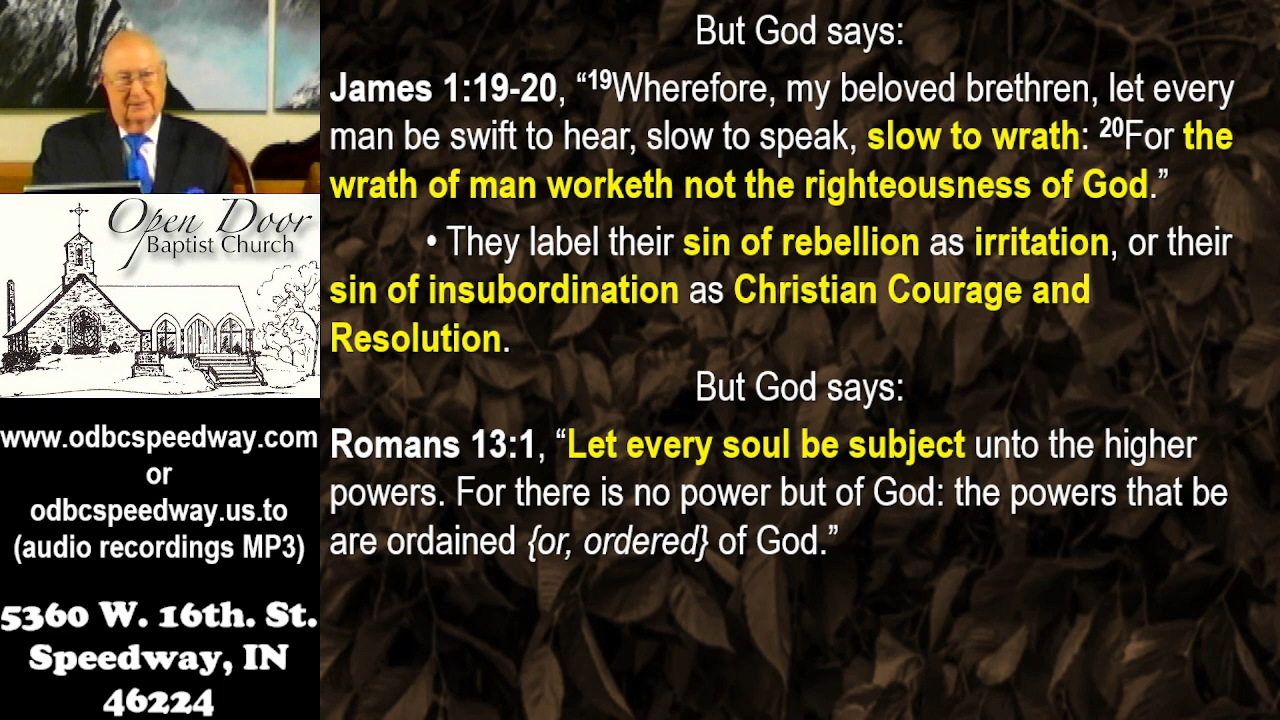 Open Door
Baptist Church
www.odbcspeedway.com
or
odbcspeedway.us.to
(audio recordings MP3)
5360 W. 16th. St.
Speedway, IN
46224
But God says:
James 1:19-20, “19Wherefore, my beloved brethren, let every
man be swift to hear, slow to speak, slow to wrath: 20For the
wrath of man worketh not the righteousness of God.”
• They label their sin of rebellion as irritation, or their
sin of insubordination as Christian Courage and
Resolution.
But God says:
Romans 13:1, “Let every soul be subject unto the higher
powers. For there is no power but of God: the powers that be
are ordained {or, ordered} of God.”